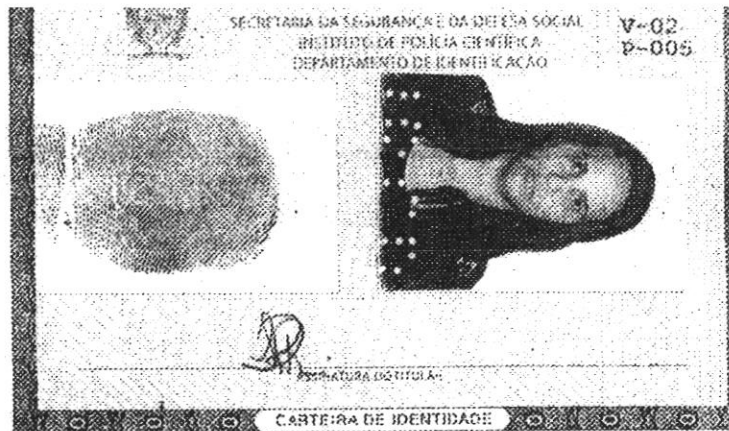 SECRETARIA DA SEGURANÇA E DA DEFESA SOCIAL
INSTITUTO DE POLÍCIA CIENTÍFICA
DEPARTAMENTO DE IDENTIFICAÇÃO
V-02
P-005
ASSINATURA DO TITULAR
CARTEIRA DE IDENTIDADE